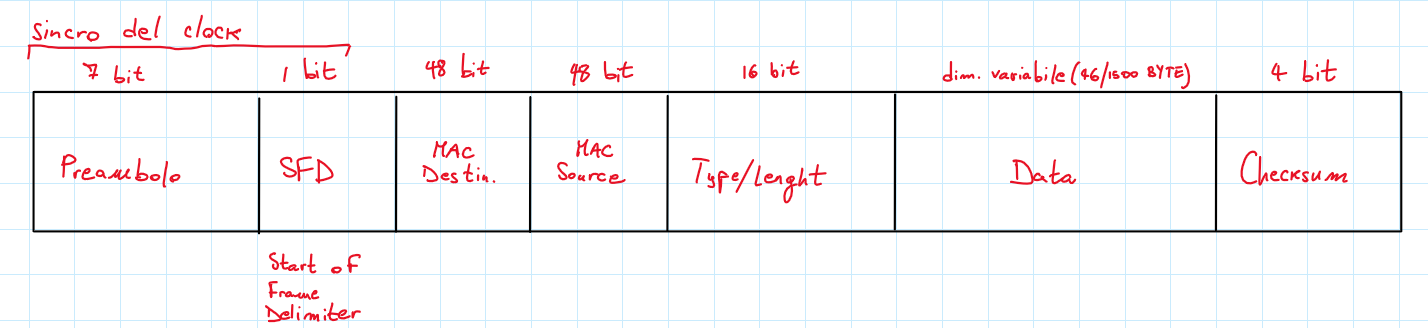 Sincro del clock
7 bit
1 bit
48 bit
48 bit
16 bit
dim. variabile (46/1500 BYTE)
4 bit
Preambolo
SFD
MAC
Destin.
MAC
Source
Type/Lenght
Data
Checksum
Start of
Frame
Delimiter